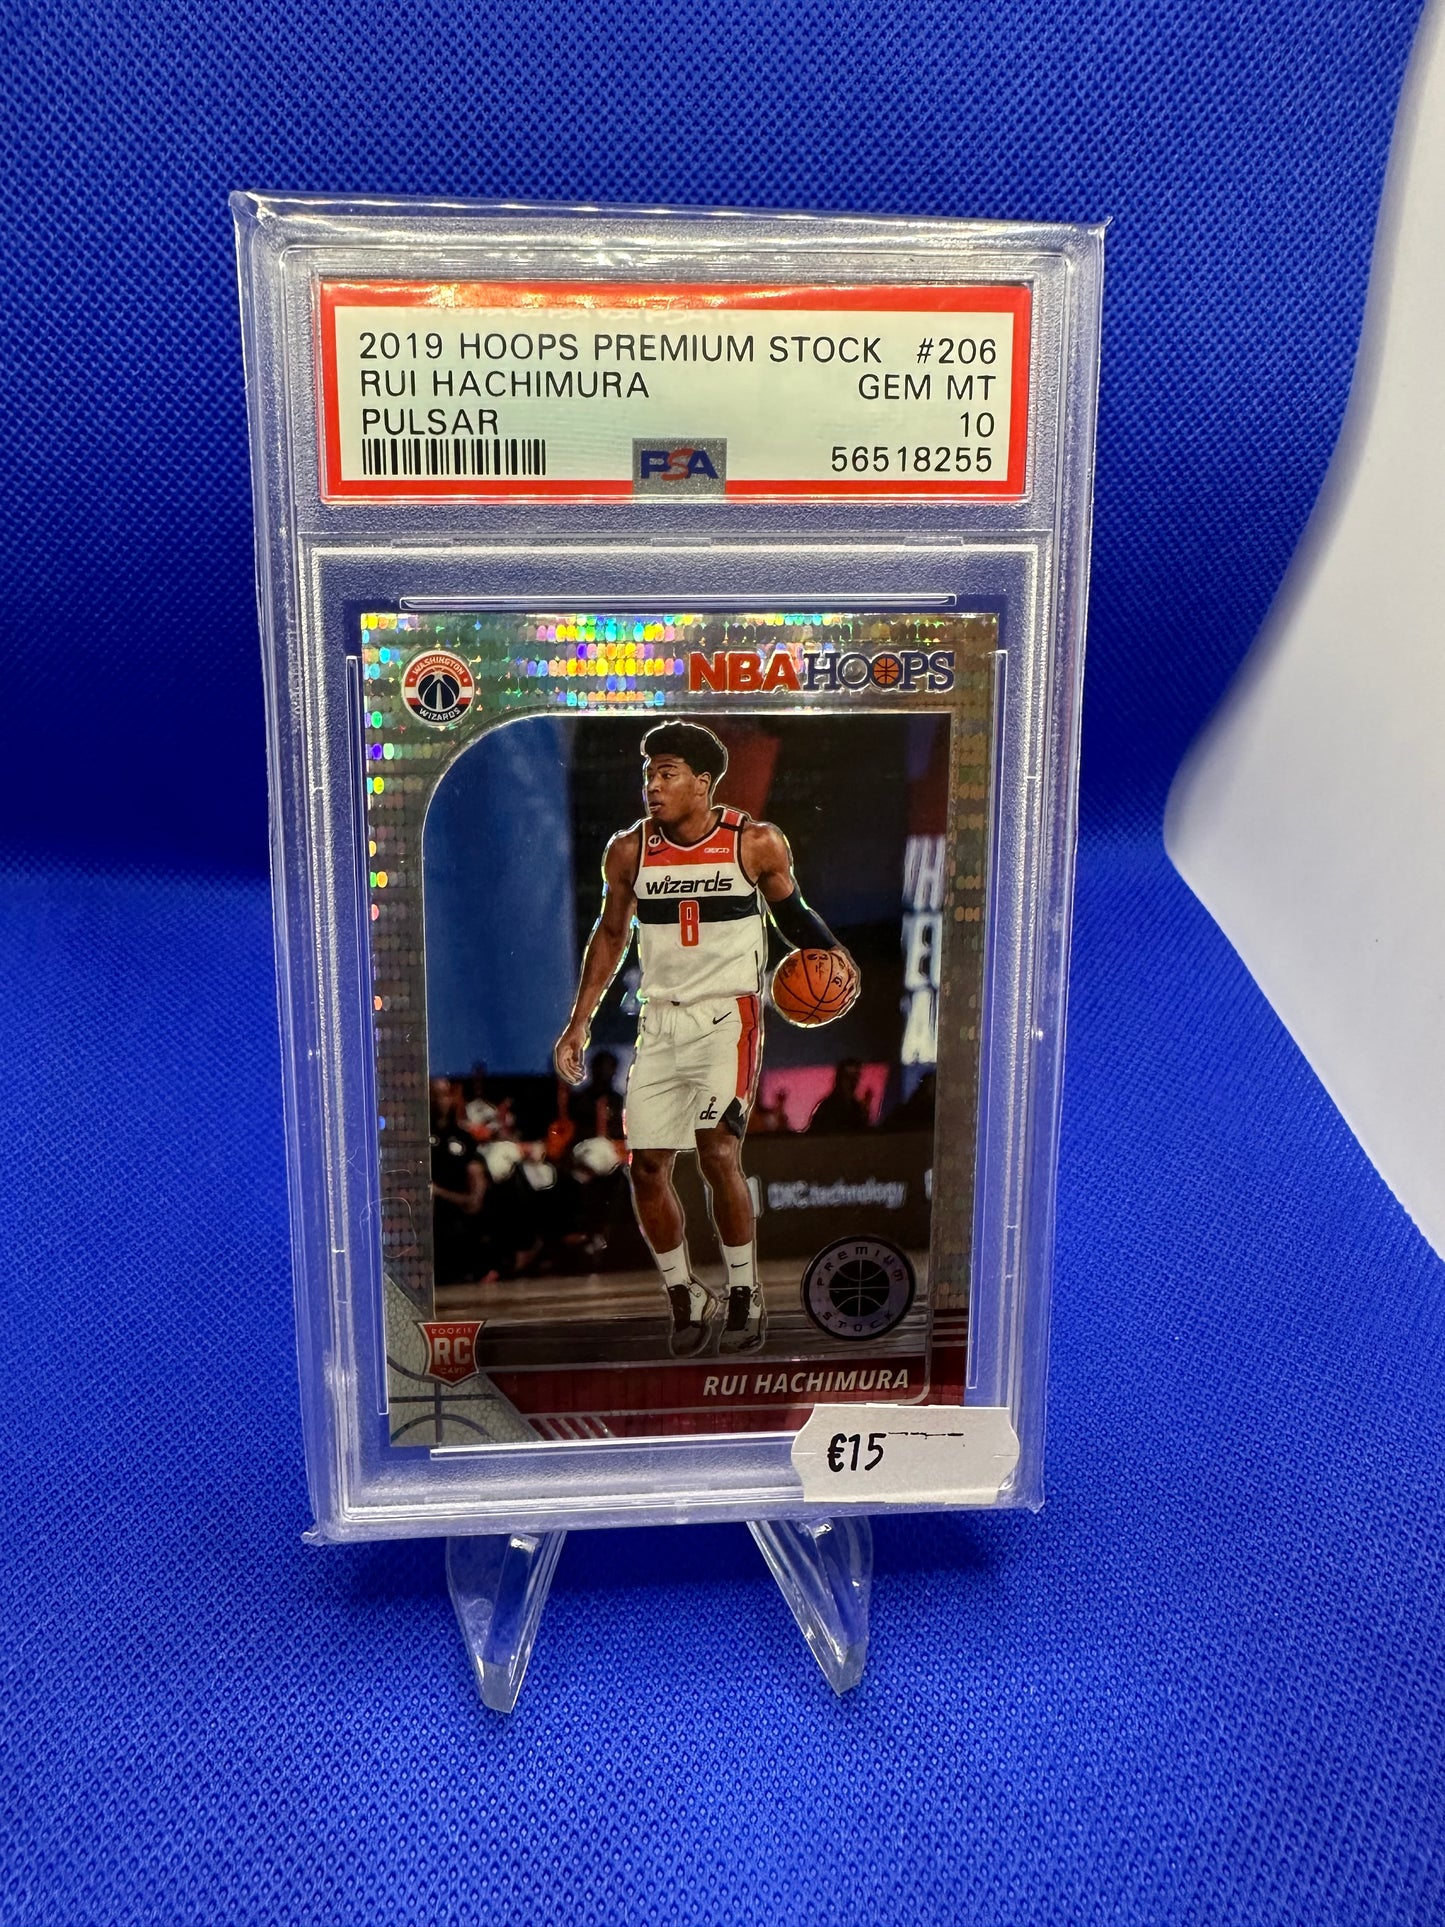 2019 HOOPS PREMIUM STOCK #206
RUI HACHIMURA GEM MT
PULSAR 10
PSA 56518255
WASHINGTON
WIZARDS
NBA HOOPS
wizards
8
dc
PREMIUM
STOCK
RC
CARD
RUI HACHIMURA
€15